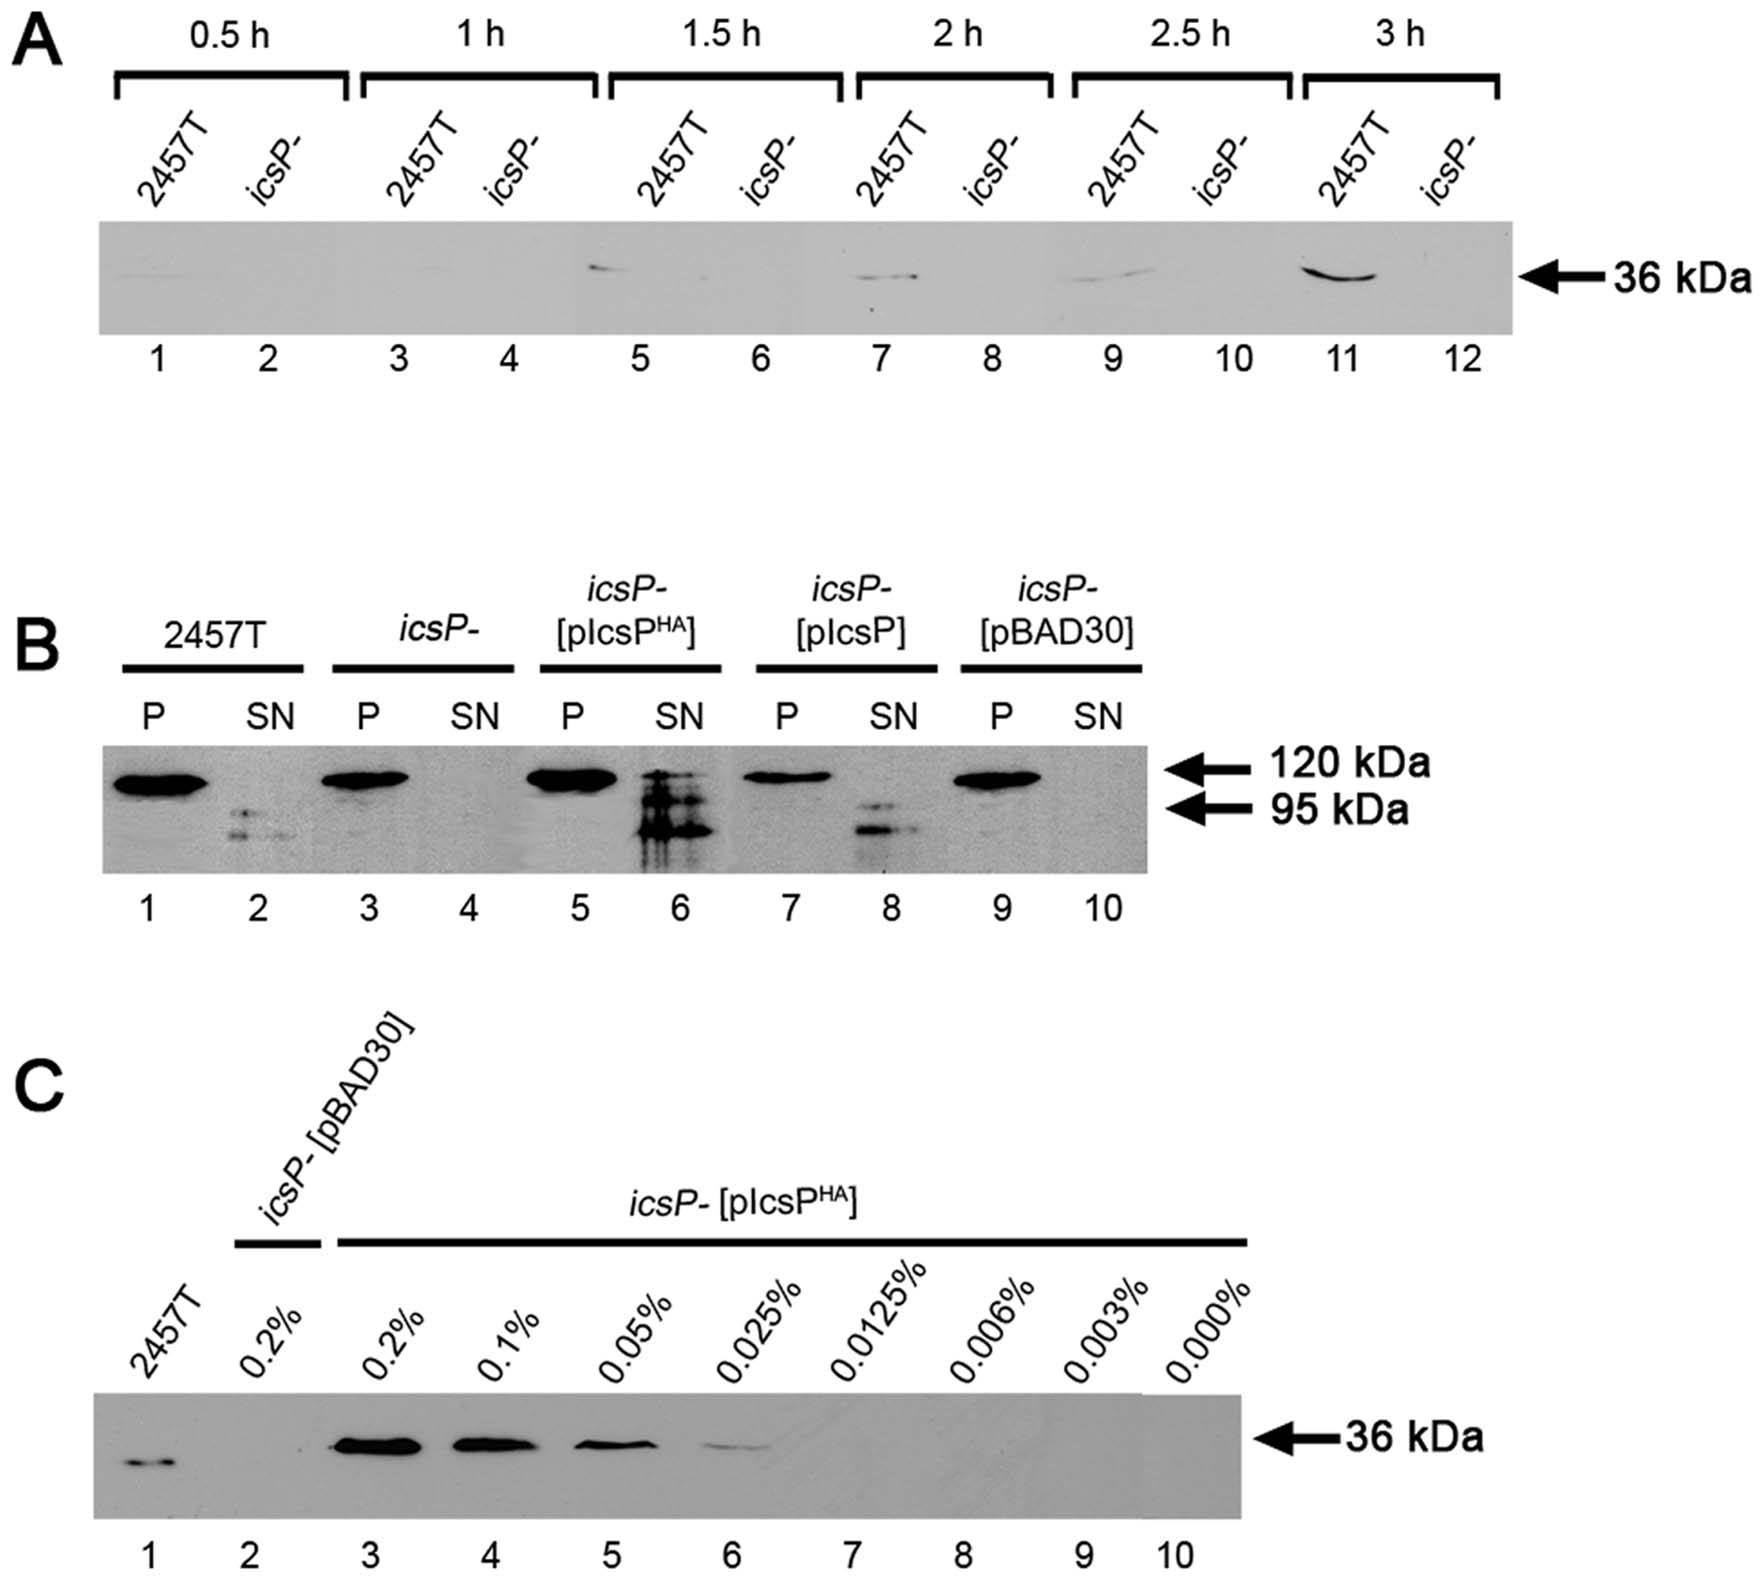 A
0.5 h 1 h 1.5 h 2 h 2.5 h 3 h
2457T icsP- 2457T icsP- 2457T icsP- 2457T icsP- 2457T icsP- 2457T icsP-
36 kDa
1 2 3 4 5 6 7 8 9 10 11 12
B
2457T icsP- icsP- [pIcsPᴴᴬ] icsP- [pIcsP] icsP- [pBAD30]
P SN P SN P SN P SN P SN
120 kDa
95 kDa
1 2 3 4 5 6 7 8 9 10
C
icsP- [pBAD30]
icsP- [pIcsPᴴᴬ]
2457T 0.2% 0.2% 0.1% 0.05% 0.025% 0.0125% 0.006% 0.003% 0.000%
36 kDa
1 2 3 4 5 6 7 8 9 10